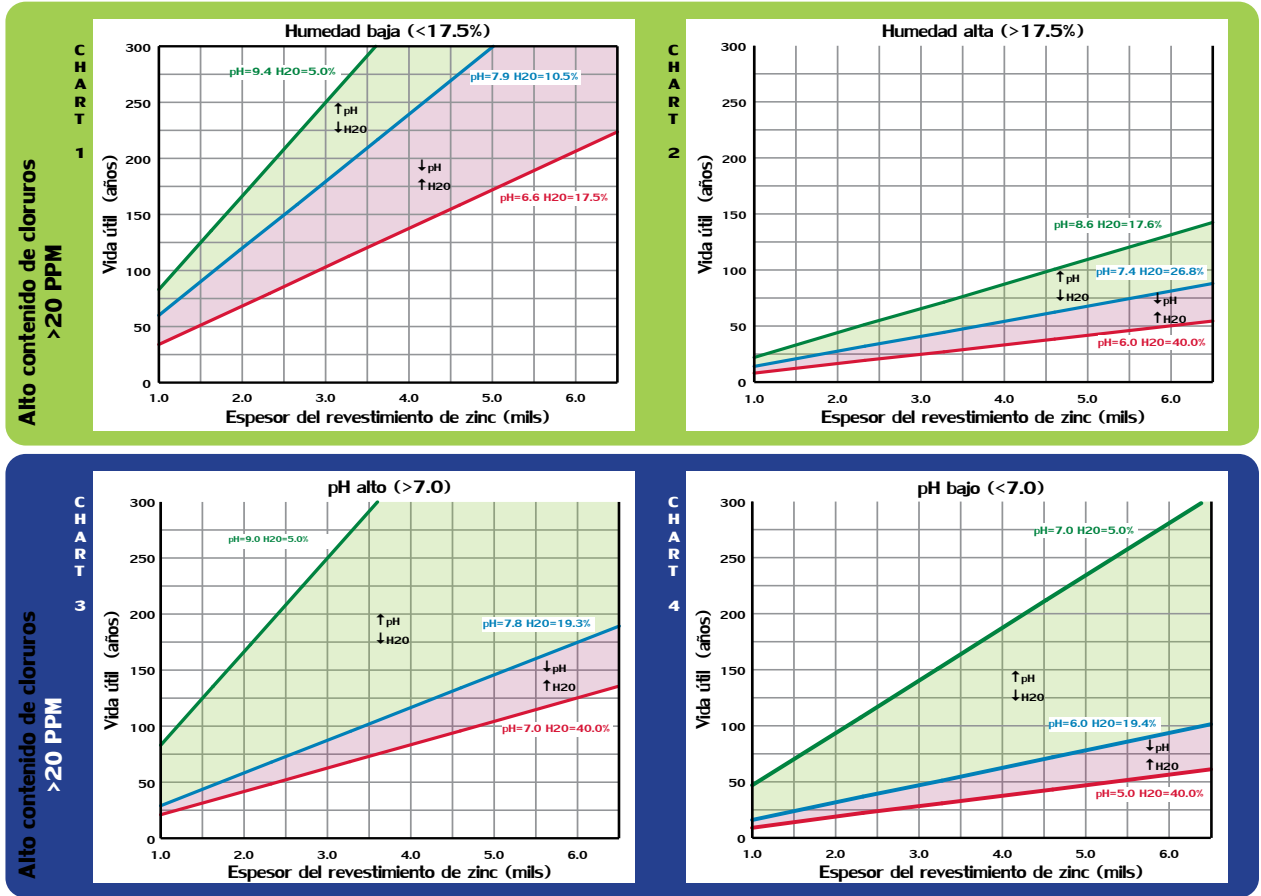 Alto contenido de cloruros
>20 PPM
CHART 1
Humedad baja (<17.5%)
Vida útil (años)
300
250
200
150
100
50
0
pH=9.4 H20=5.0%
pH=7.9 H20=10.5%
↑pH
↓H20
↓pH
↑H20
pH=6.6 H20=17.5%
1.0 2.0 3.0 4.0 5.0 6.0
Espesor del revestimiento de zinc (mils)
CHART 2
Humedad alta (>17.5%)
Vida útil (años)
300
250
200
150
100
50
0
pH=8.6 H20=17.6%
pH=7.4 H20=26.8%
↑pH
↓H20
↓pH
↑H20
pH=6.0 H20=40.0%
1.0 2.0 3.0 4.0 5.0 6.0
Espesor del revestimiento de zinc (mils)
Alto contenido de cloruros
>20 PPM
CHART 3
pH alto (>7.0)
Vida útil (años)
300
250
200
150
100
50
0
pH=9.0 H20=5.0%
↑pH
↓H20
pH=7.8 H20=19.3%
↓pH
↑H20
pH=7.0 H20=40.0%
1.0 2.0 3.0 4.0 5.0 6.0
Espesor del revestimiento de zinc (mils)
CHART 4
pH bajo (<7.0)
Vida útil (años)
300
250
200
150
100
50
0
pH=7.0 H20=5.0%
↑pH
↓H20
pH=6.0 H20=19.4%
↓pH
↑H20
pH=5.0 H20=40.0%
1.0 2.0 3.0 4.0 5.0 6.0
Espesor del revestimiento de zinc (mils)